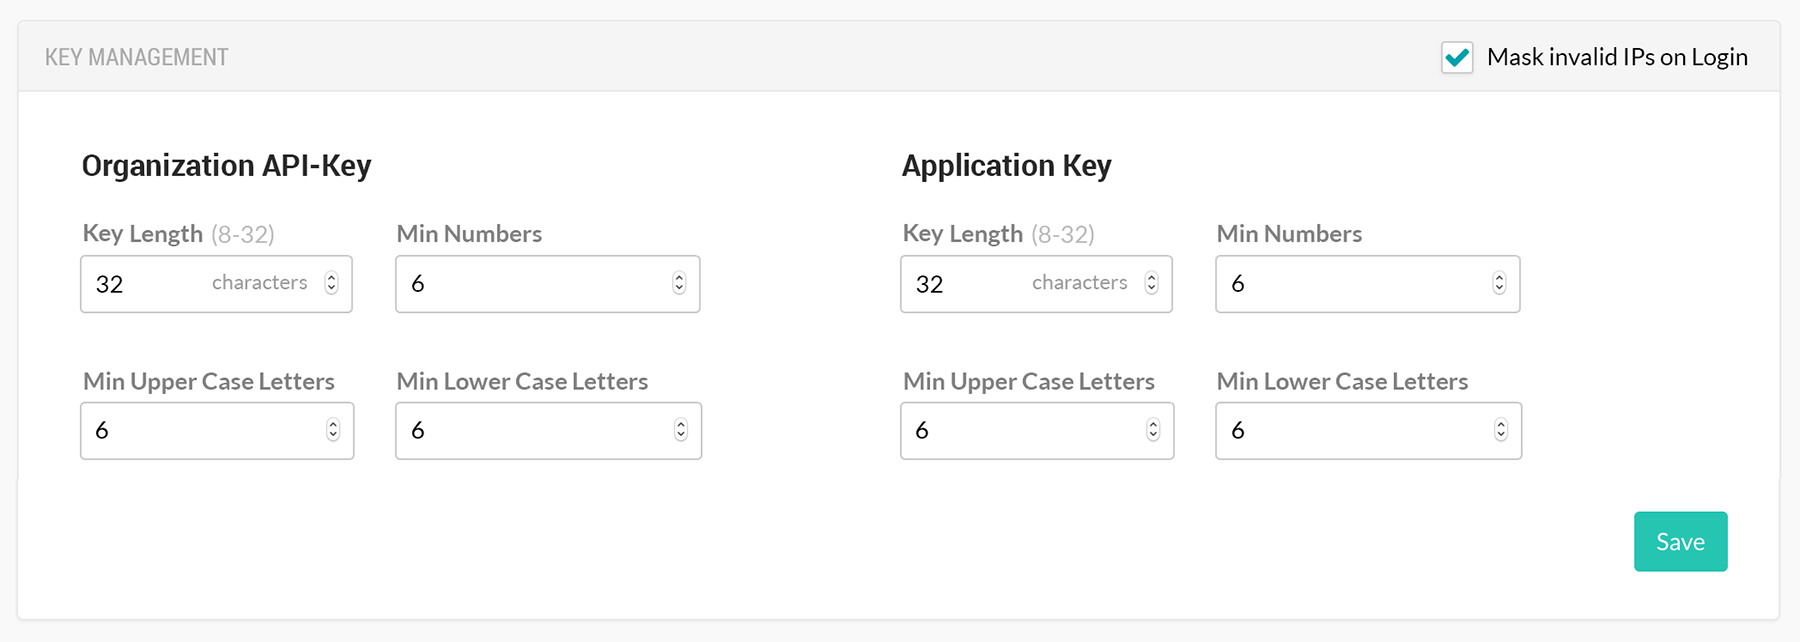 KEY MANAGEMENT
Mask invalid IPs on Login
Organization API-Key
Application Key
Key Length (8-32)
Min Numbers
Key Length (8-32)
Min Numbers
32 characters
6
32 characters
6
Min Upper Case Letters
Min Lower Case Letters
Min Upper Case Letters
Min Lower Case Letters
6
6
6
6
Save